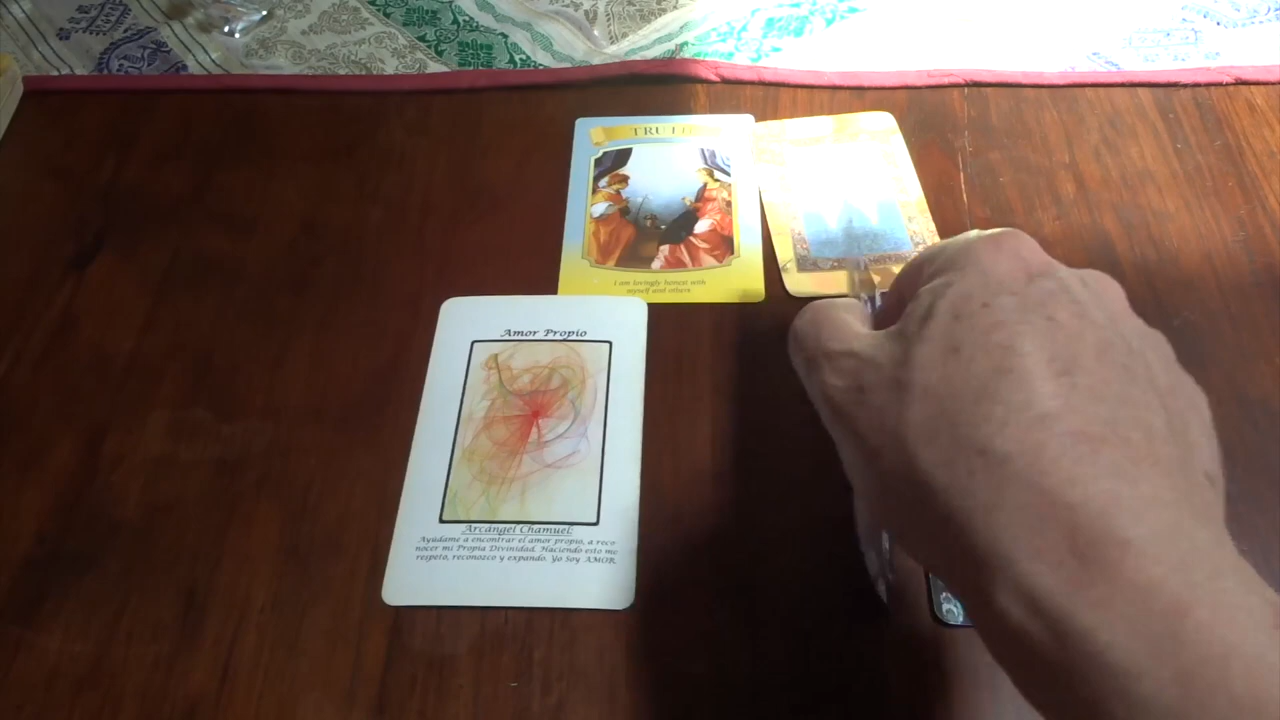 TRUTH
I am lovingly honest with
myself and others
Amor Propio
Arcángel Chamuel:
Ayúdame a encontrar el amor propio, a reco-
nocer mi Propia Divinidad. Haciendo esto me
respeto, reconozco y expando. Yo Soy AMOR